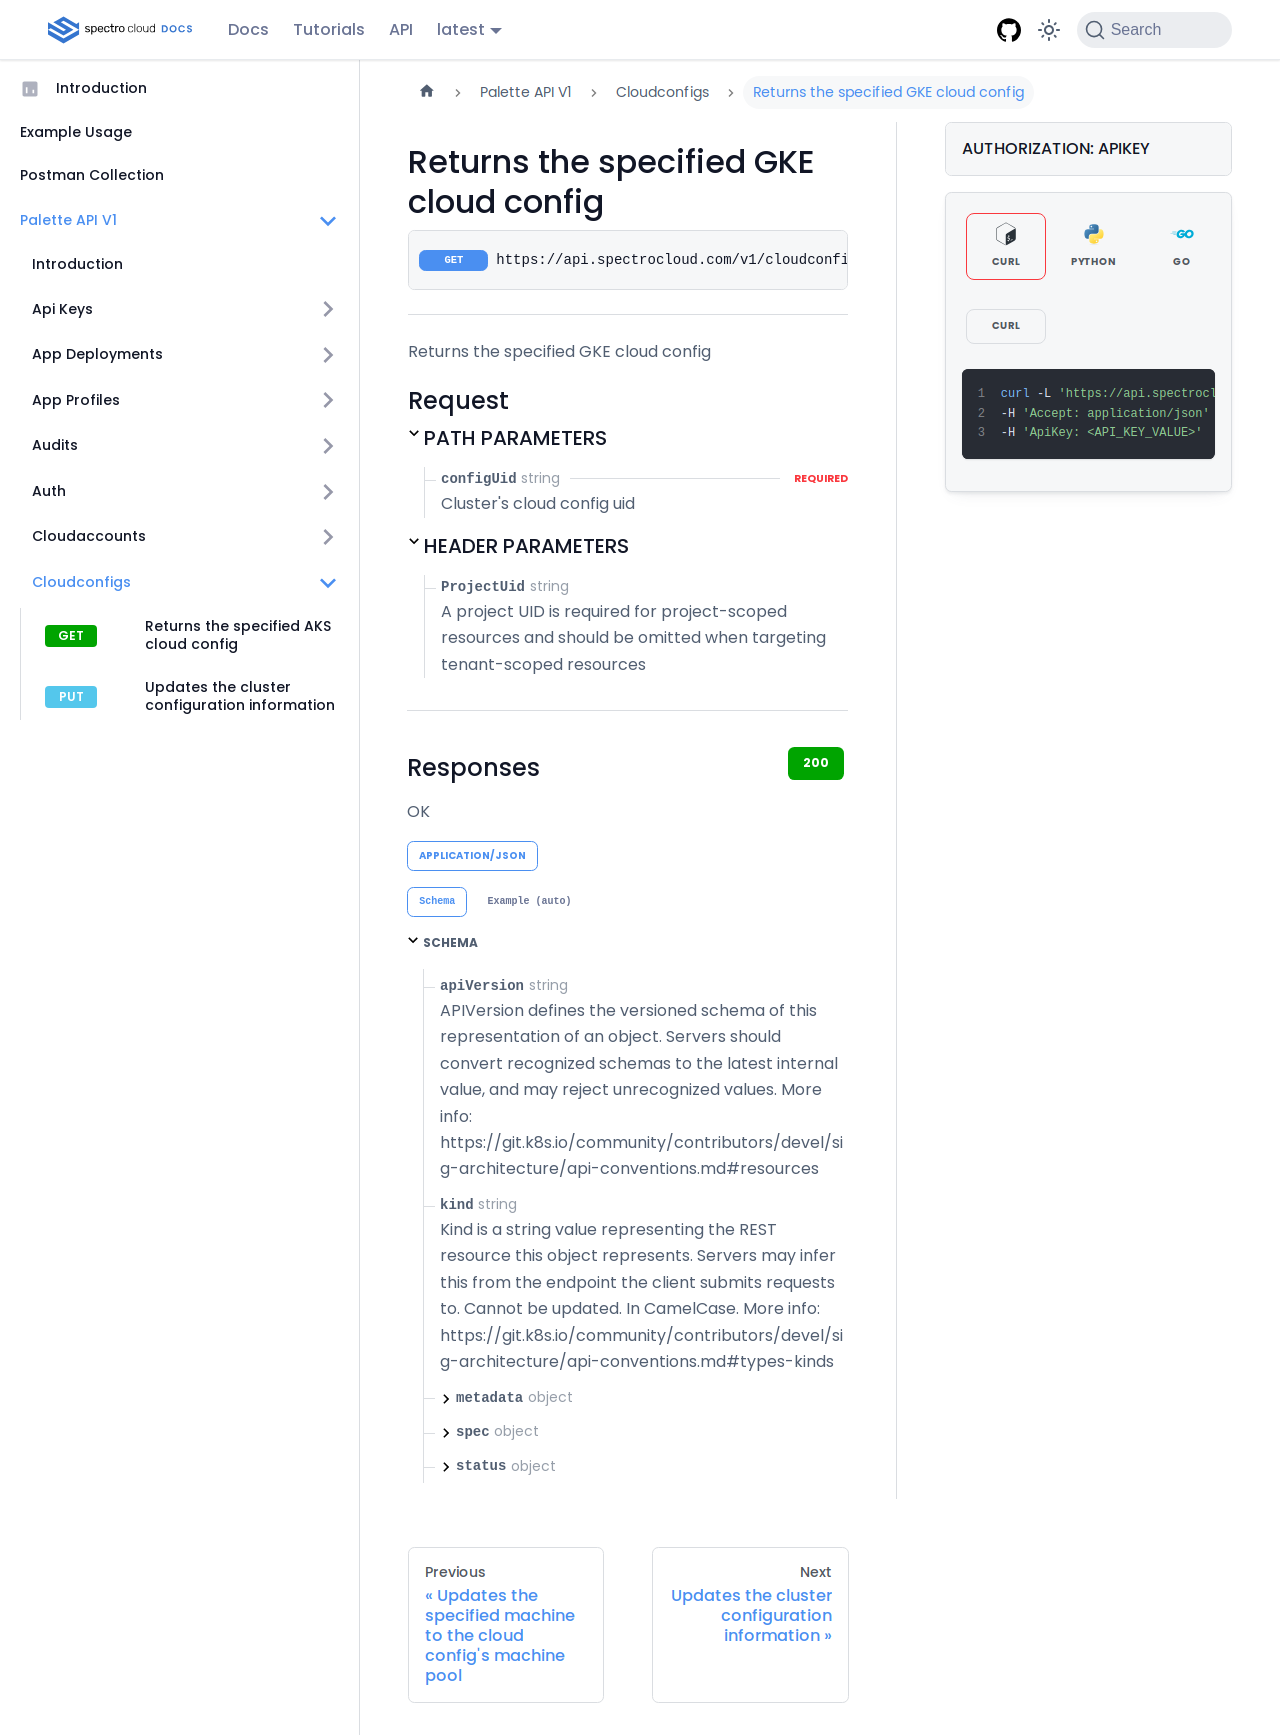 spectro cloud DOCS
Docs
Tutorials
API
latest
Search
Introduction
Example Usage
Postman Collection
Palette API V1
Introduction
Api Keys
App Deployments
App Profiles
Audits
Auth
Cloudaccounts
Cloudconfigs
GET
Returns the specified AKS
cloud config
PUT
Updates the cluster
configuration information
Palette API V1
Cloudconfigs
Returns the specified GKE cloud config
Returns the specified GKE
cloud config
GET https://api.spectrocloud.com/v1/cloudconfi
Returns the specified GKE cloud config
Request
PATH PARAMETERS
configUid string REQUIRED
Cluster's cloud config uid
HEADER PARAMETERS
ProjectUid string
A project UID is required for project-scoped
resources and should be omitted when targeting
tenant-scoped resources
Responses
200
OK
APPLICATION/JSON
Schema
Example (auto)
SCHEMA
apiVersion string
APIVersion defines the versioned schema of this
representation of an object. Servers should
convert recognized schemas to the latest internal
value, and may reject unrecognized values. More
info:
https://git.k8s.io/community/contributors/devel/si
g-architecture/api-conventions.md#resources
kind string
Kind is a string value representing the REST
resource this object represents. Servers may infer
this from the endpoint the client submits requests
to. Cannot be updated. In CamelCase. More info:
https://git.k8s.io/community/contributors/devel/si
g-architecture/api-conventions.md#types-kinds
metadata object
spec object
status object
AUTHORIZATION: APIKEY
CURL
PYTHON
GO
GO
CURL
1 curl -L 'https://api.spectrocl
2 -H 'Accept: application/json'
3 -H 'ApiKey: <API_KEY_VALUE>'
Previous
« Updates the
specified machine
to the cloud
config's machine
pool
Next
Updates the cluster
configuration
information »